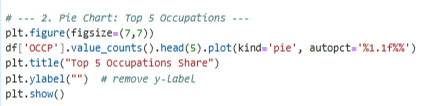 # --- 2. Pie Chart: Top 5 Occupations ---
plt.figure(figsize=(7,7))
df['OCCP'].value_counts().head(5).plot(kind='pie', autopct='%1.1f%%')
plt.title("Top 5 Occupations Share")
plt.ylabel("")  # remove y-label
plt.show()